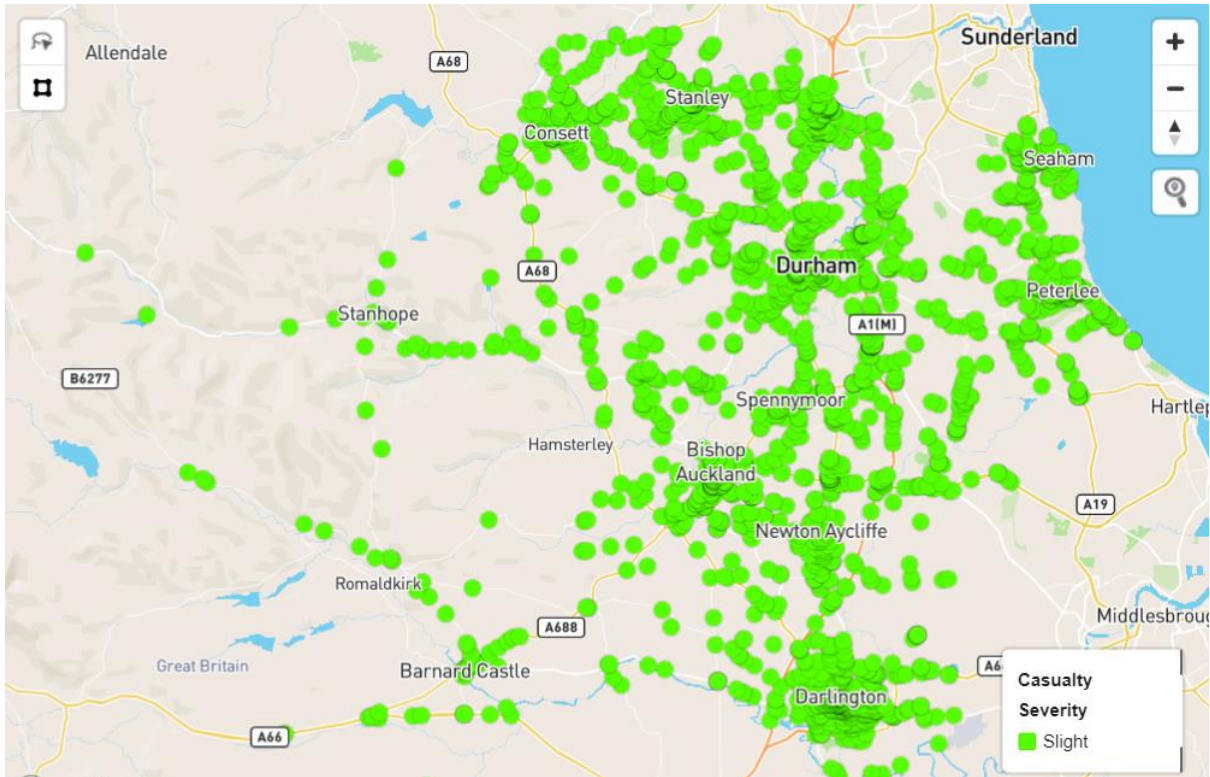 Allendale
A68
Sunderland
Stanley
Consett
Seaham
Durham
A68
Stanhope
Peterlee
A1(M)
B6277
Spennymoor
Hartlep
Hamsterley
Bishop
Auckland
A19
Newton Aycliffe
Romaldkirk
Middlesbroug
A688
Great Britain
Barnard Castle
Darlington
A66
Casualty
Severity
Slight